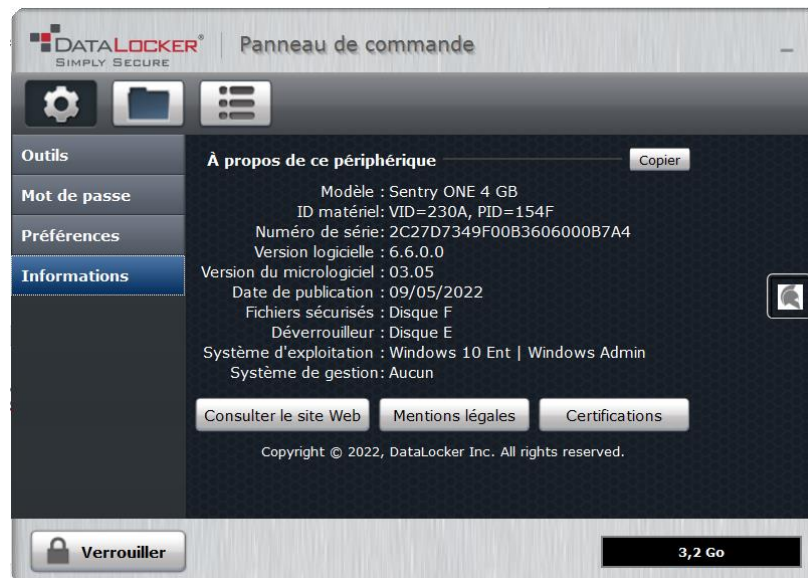 DATALOCKER®
SIMPLY SECURE
Panneau de commande
Outils
Mot de passe
Préférences
Informations
À propos de ce périphérique
Copier
Modèle : Sentry ONE 4 GB
ID matériel: VID=230A, PID=154F
Numéro de série: 2C27D7349F00B3606000B7A4
Version logicielle : 6.6.0.0
Version du micrologiciel : 03.05
Date de publication : 09/05/2022
Fichiers sécurisés : Disque F
Déverrouilleur : Disque E
Système d'exploitation : Windows 10 Ent | Windows Admin
Système de gestion: Aucun
Consulter le site Web
Mentions légales
Certifications
Copyright © 2022, DataLocker Inc. All rights reserved.
Verrouiller
3,2 Go